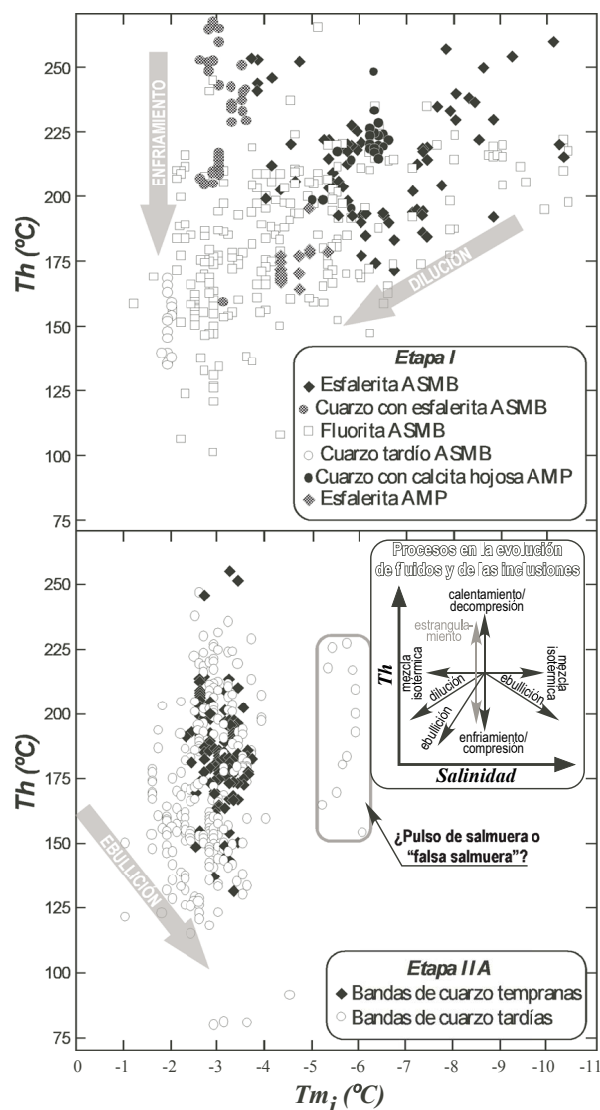 250
225
200
175
150
125
100
75
Th (ºC)
ENFRIAMIENTO
DILUCIÓN
Etapa I
Esfalerita ASMB
Cuarzo con esfalerita ASMB
Fluorita ASMB
Cuarzo tardío ASMB
Cuarzo con calcita hojosa AMP
Esfalerita AMP
250
225
200
175
150
125
100
75
Th (ºC)
EBULLICIÓN
Procesos en la evolución
de fluidos y de las inclusiones
calentamiento/
decompresión
estrangula-
miento
mezcla
isotérmica
dilución
ebullición
ebullición
mezcla
isotérmica
enfriamiento/
compresión
Th
Salinidad
¿Pulso de salmuera o
“falsa salmuera”?
Etapa IIA
Bandas de cuarzo tempranas
Bandas de cuarzo tardías
0 -1 -2 -3 -4 -5 -6 -7 -8 -9 -10 -11
Tmi (ºC)